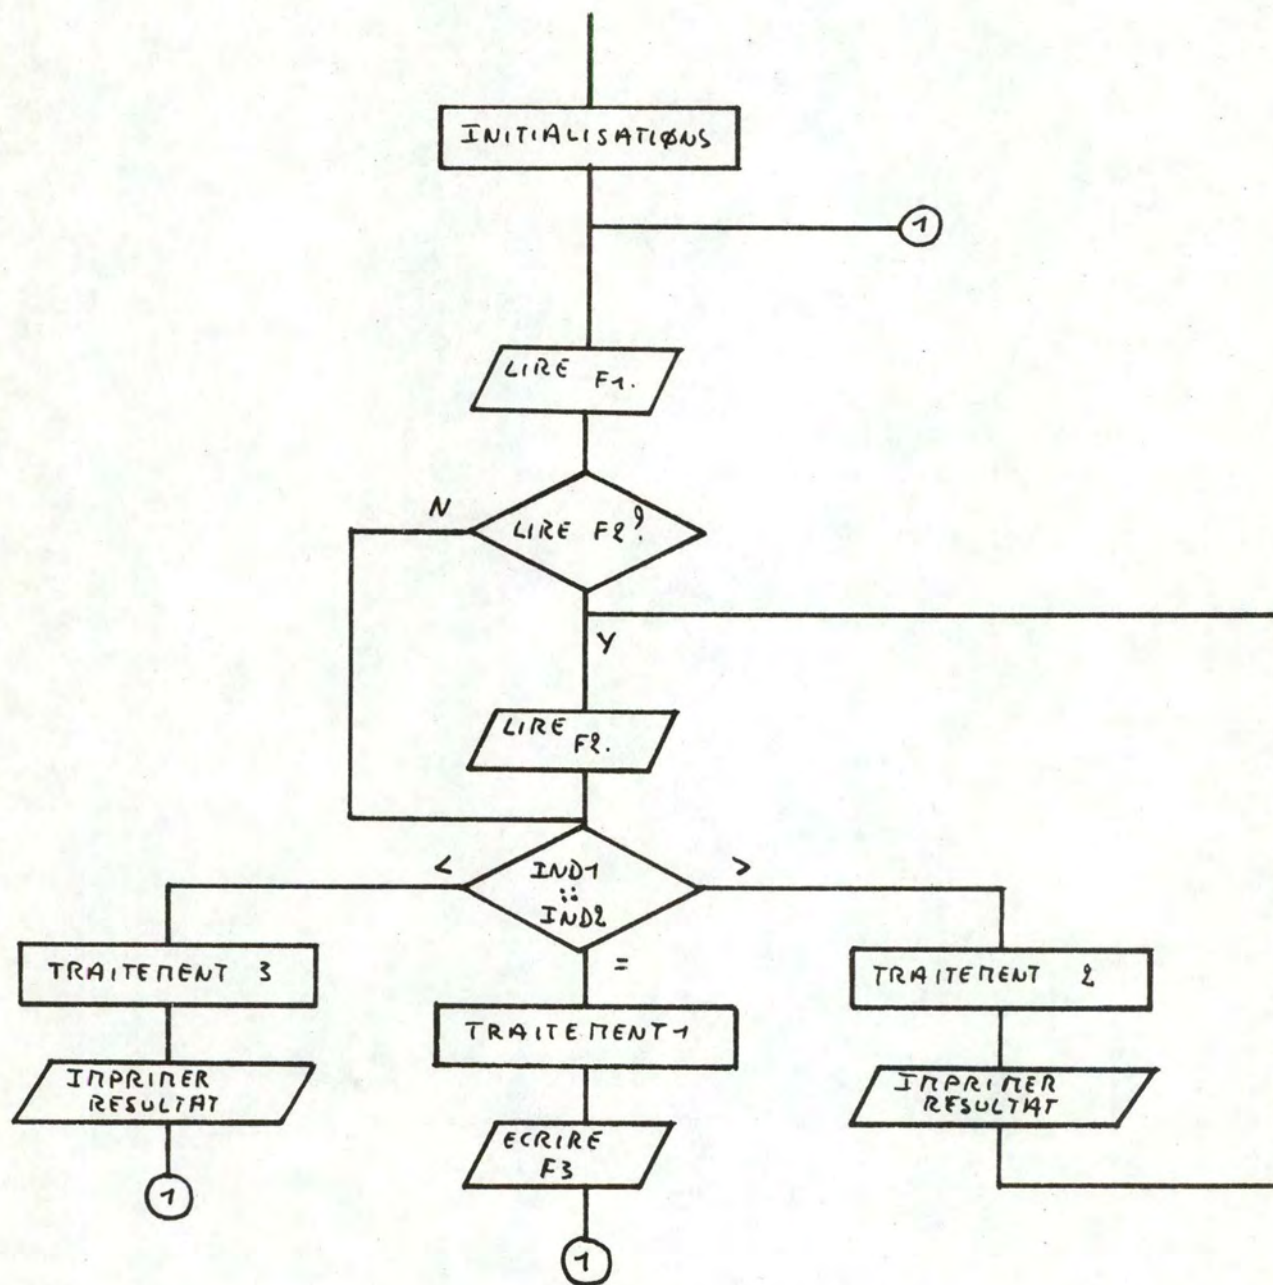 INITIALISATIØNS
1
LIRE F1.
N
LIRE F2?
Y
LIRE
F2.
<
IND1
::
IND2
>
=
TRAITEMENT 3
TRAITEMENT 1
TRAITEMENT 2
IMPRIMER
RESULTAT
IMPRIMER
RESULTAT
ECRIRE
F3
1
1